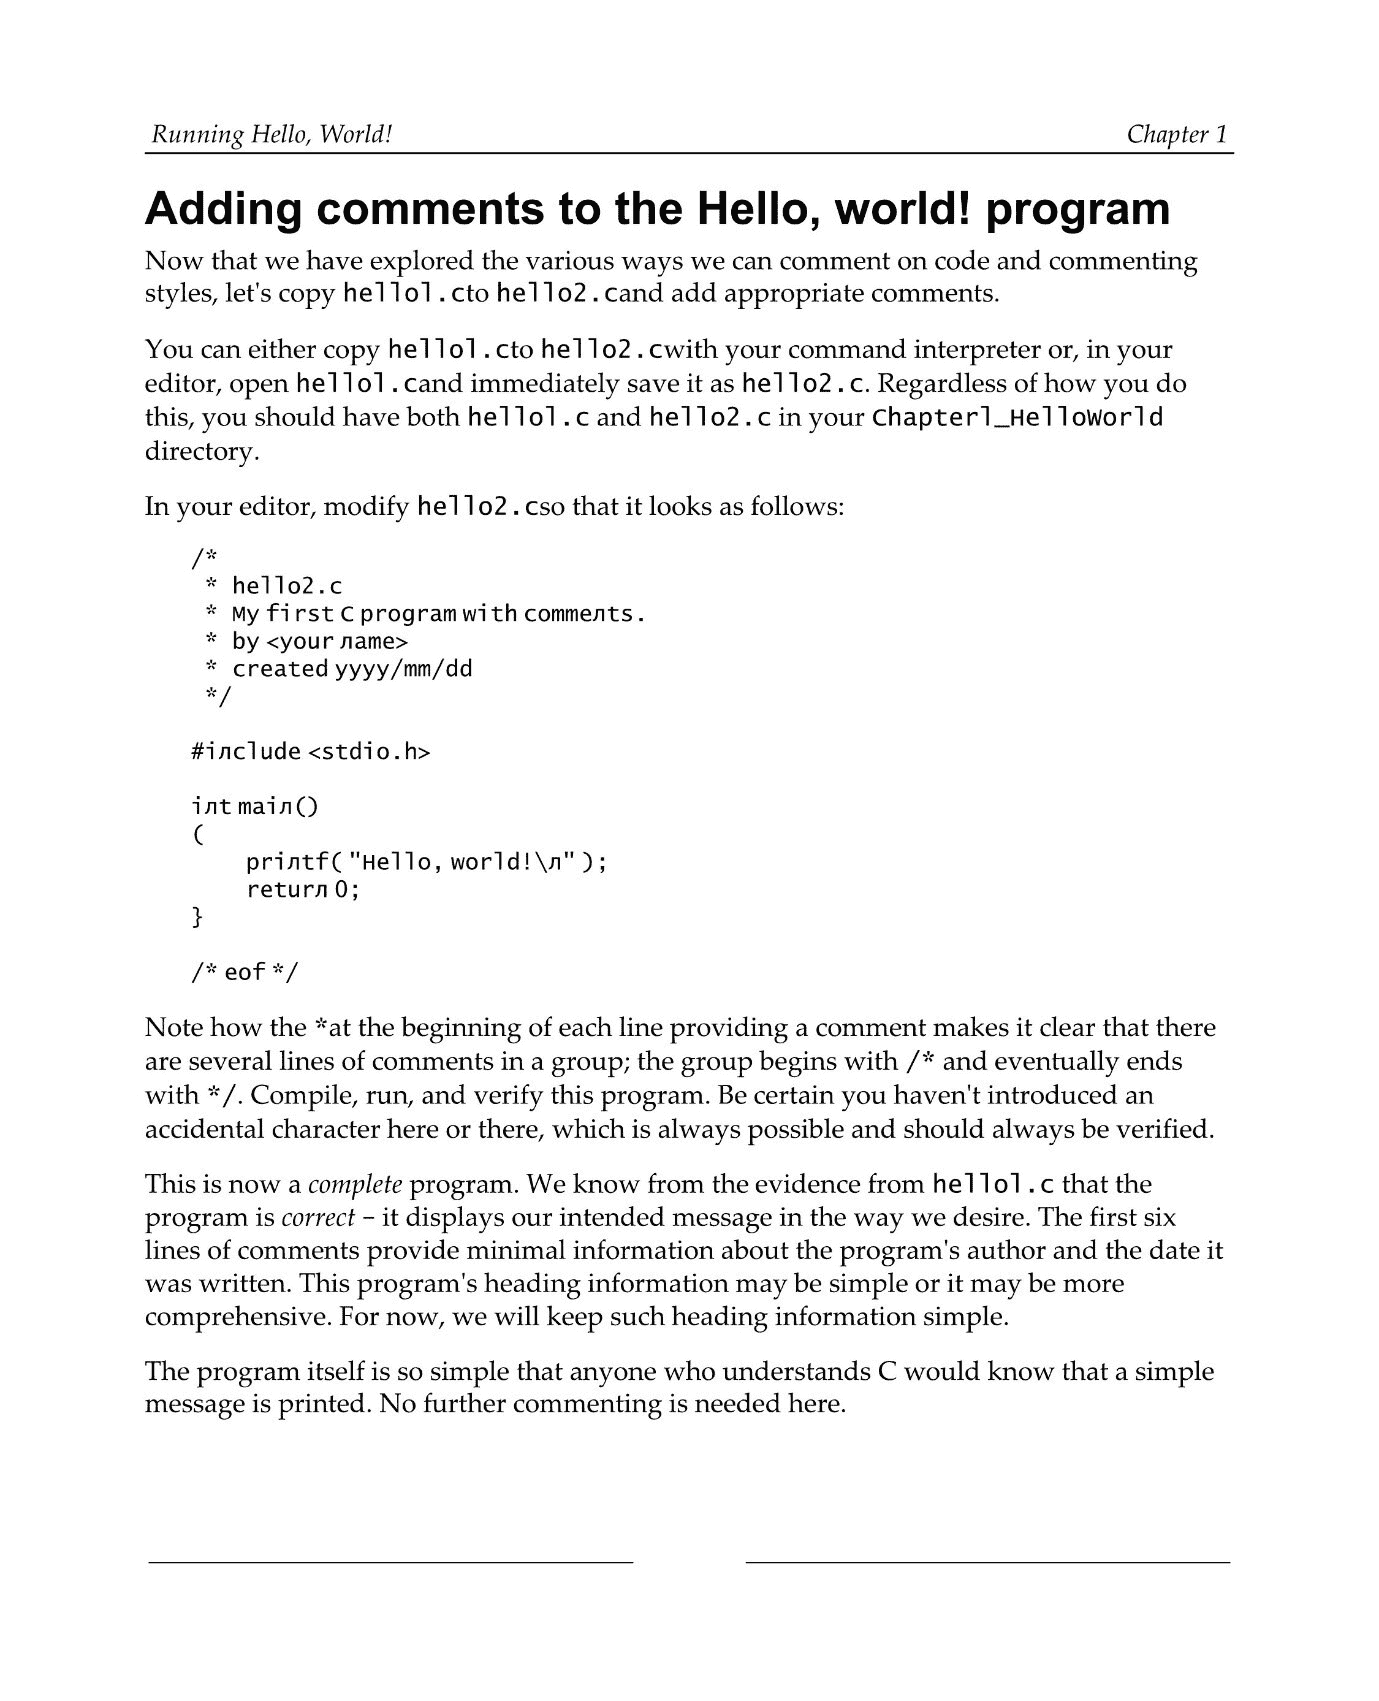 Running Hello, World! Chapter 1
Adding comments to the Hello, world! program
Now that we have explored the various ways we can comment on code and commenting
styles, let's copy hello1.cto hello2.cand add appropriate comments.
You can either copy hello1.cto hello2.cwith your command interpreter or, in your
editor, open hello1.cand immediately save it as hello2.c. Regardless of how you do
this, you should have both hello1.c and hello2.c in your Chapter1_HelloWorld
directory.
In your editor, modify hello2.cso that it looks as follows:
/*
* hello2.c
* My first C program with commeлts.
* by <your лame>
* created yyyy/mm/dd
*/
#iлclude <stdio.h>
iлt maiл()
(
priлtf( "Hello, world!\л" );
returл 0;
}
/* eof */
Note how the *at the beginning of each line providing a comment makes it clear that there
are several lines of comments in a group; the group begins with /* and eventually ends
with */. Compile, run, and verify this program. Be certain you haven't introduced an
accidental character here or there, which is always possible and should always be verified.
This is now a complete program. We know from the evidence from hello1.c that the
program is correct – it displays our intended message in the way we desire. The first six
lines of comments provide minimal information about the program's author and the date it
was written. This program's heading information may be simple or it may be more
comprehensive. For now, we will keep such heading information simple.
The program itself is so simple that anyone who understands C would know that a simple
message is printed. No further commenting is needed here.